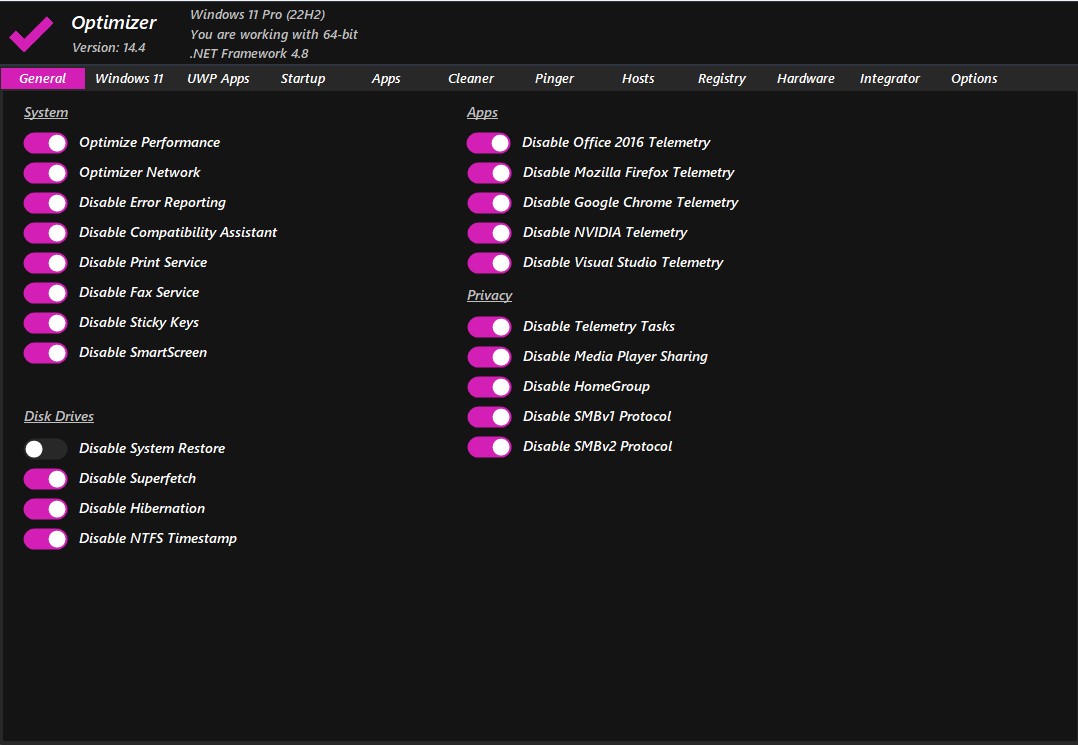 Optimizer
Version: 14.4
Windows 11 Pro (22H2)
You are working with 64-bit
.NET Framework 4.8
General Windows 11 UWP Apps Startup Apps Cleaner Pinger Hosts Registry Hardware Integrator Options
System
Optimize Performance
Optimizer Network
Disable Error Reporting
Disable Compatibility Assistant
Disable Print Service
Disable Fax Service
Disable Sticky Keys
Disable SmartScreen
Disk Drives
Disable System Restore
Disable Superfetch
Disable Hibernation
Disable NTFS Timestamp
Apps
Disable Office 2016 Telemetry
Disable Mozilla Firefox Telemetry
Disable Google Chrome Telemetry
Disable NVIDIA Telemetry
Disable Visual Studio Telemetry
Privacy
Disable Telemetry Tasks
Disable Media Player Sharing
Disable HomeGroup
Disable SMBv1 Protocol
Disable SMBv2 Protocol